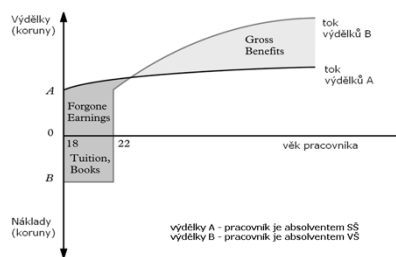 Výdělky
(koruny)
tok
výdělků B
Gross
Benefits
tok
výdělků A
A
Forgone
Earnings
0
18
22
věk pracovníka
Tuition,
Books
B
Náklady
(koruny)
výdělky A - pracovník je absolventem SŠ
výdělky B - pracovník je absolventem VŠ